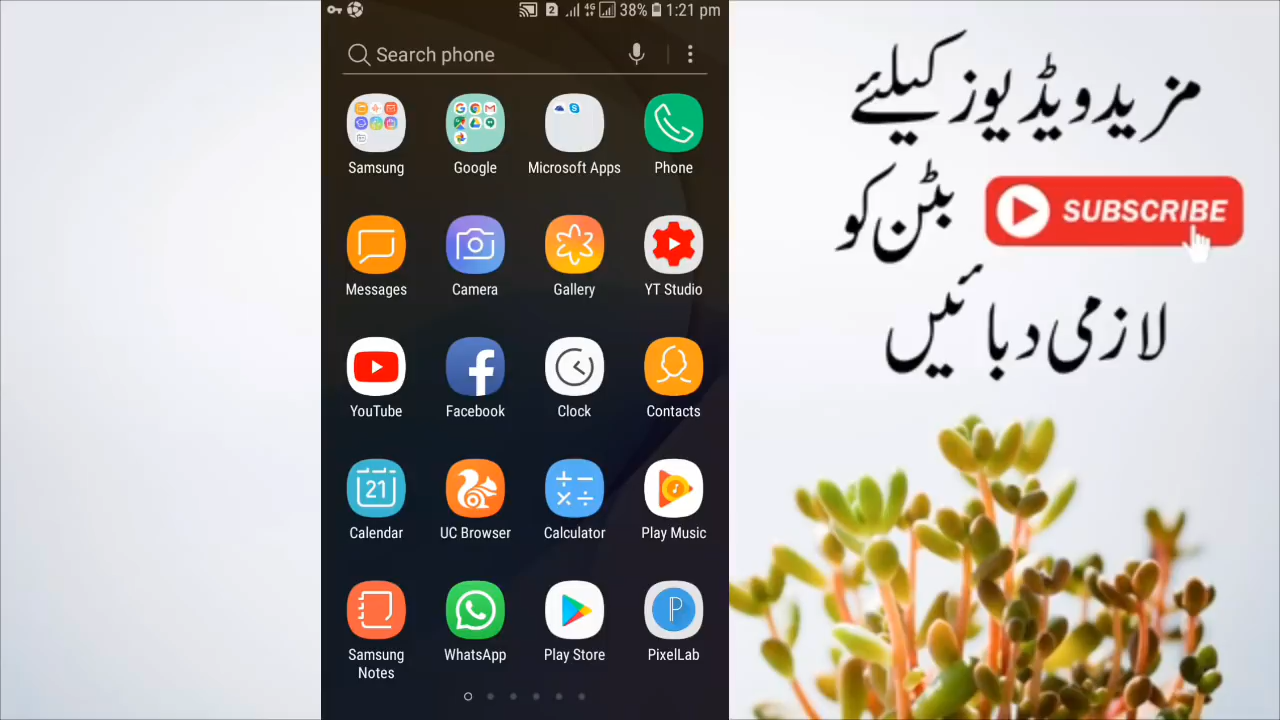 2 4G 38% 1:21 pm
Search phone
Samsung Google Microsoft Apps Phone
Messages Camera Gallery YT Studio
YouTube Facebook Clock Contacts
21
Calendar UC Browser Calculator Play Music
P
Samsung Notes WhatsApp Play Store PixelLab
مزید ویڈیوز کیلئے
SUBSCRIBE بٹن کو
لازمی دبائیں